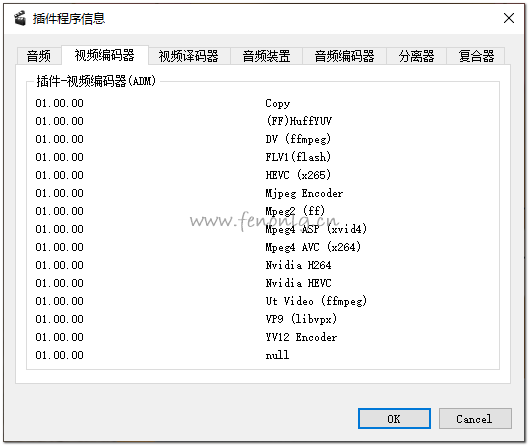 插件程序信息
音频 视频编码器 视频译码器 音频装置 音频编码器 分离器 复合器
插件-视频编码器(ADM)
01.00.00 Copy
01.00.00 (FF)HuffYUV
01.00.00 DV (ffmpeg)
01.00.00 FLV1(flash)
01.00.00 HEVC (x265)
01.00.00 Mjpeg Encoder
01.00.00 Mpeg2 (ff)
www.fenonla.cn
01.00.00 Mpeg4 ASP (xvid4)
01.00.00 Mpeg4 AVC (x264)
01.00.00 Nvidia H264
01.00.00 Nvidia HEVC
01.00.00 Ut Video (ffmpeg)
01.00.00 VP9 (libvpx)
01.00.00 YV12 Encoder
01.00.00 null
OK Cancel